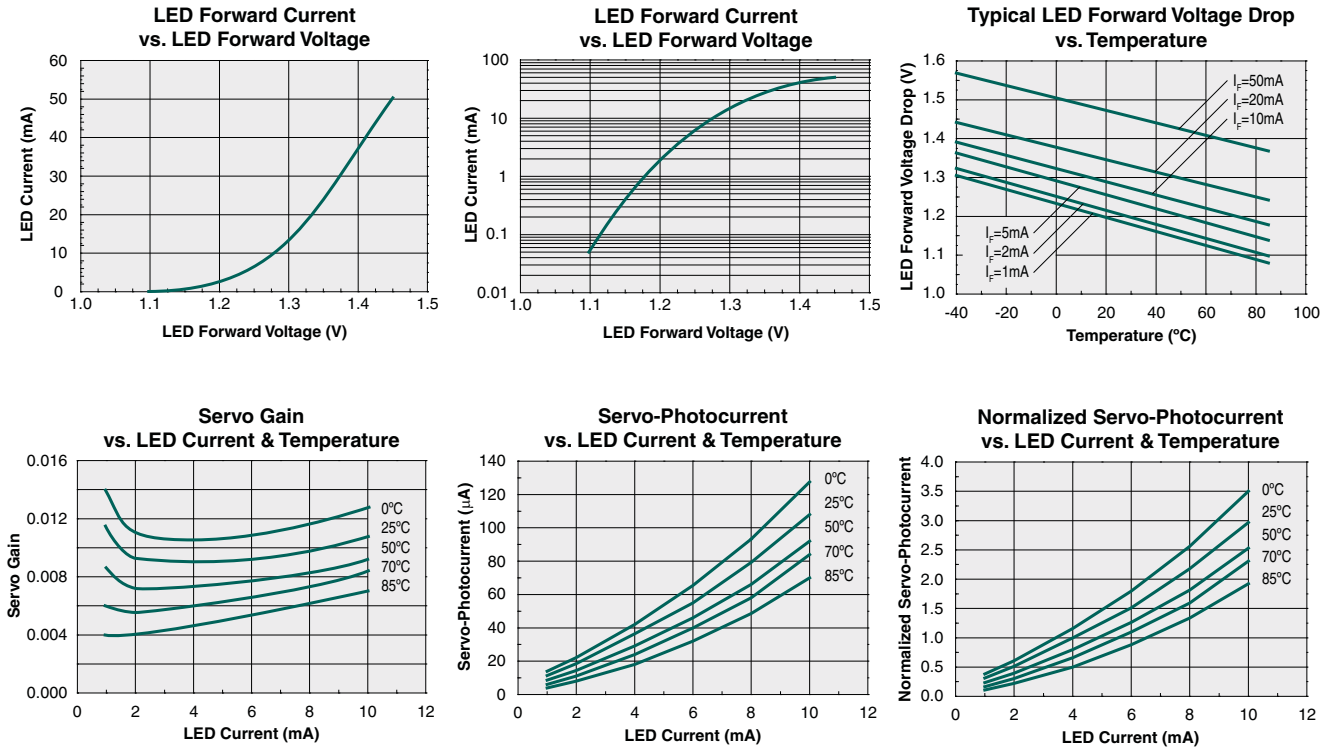 LED Forward Current
vs. LED Forward Voltage
60
50
40
30
20
10
0
LED Current (mA)
1.0 1.1 1.2 1.3 1.4 1.5
LED Forward Voltage (V)
LED Forward Current
vs. LED Forward Voltage
100
10
1
0.1
0.01
LED Current (mA)
1.0 1.1 1.2 1.3 1.4 1.5
LED Forward Voltage (V)
Typical LED Forward Voltage Drop
vs. Temperature
1.6
1.5
1.4
1.3
1.2
1.1
1.0
LED Forward Voltage Drop (V)
IF=50mA
IF=20mA
IF=10mA
IF=5mA
IF=2mA
IF=1mA
-40 -20 0 20 40 60 80 100
Temperature (ºC)
Servo Gain
vs. LED Current & Temperature
0.016
0.012
0.008
0.004
0.000
Servo Gain
0ºC
25ºC
50ºC
70ºC
85ºC
0 2 4 6 8 10 12
LED Current (mA)
Servo-Photocurrent
vs. LED Current & Temperature
140
120
100
80
60
40
20
0
Servo-Photocurrent (μA)
0ºC
25ºC
50ºC
70ºC
85ºC
0 2 4 6 8 10 12
LED Current (mA)
Normalized Servo-Photocurrent
vs. LED Current & Temperature
4.0
3.5
3.0
2.5
2.0
1.5
1.0
0.5
0.0
Normalized Servo-Photocurrent
0ºC
25ºC
50ºC
70ºC
85ºC
0 2 4 6 8 10 12
LED Current (mA)